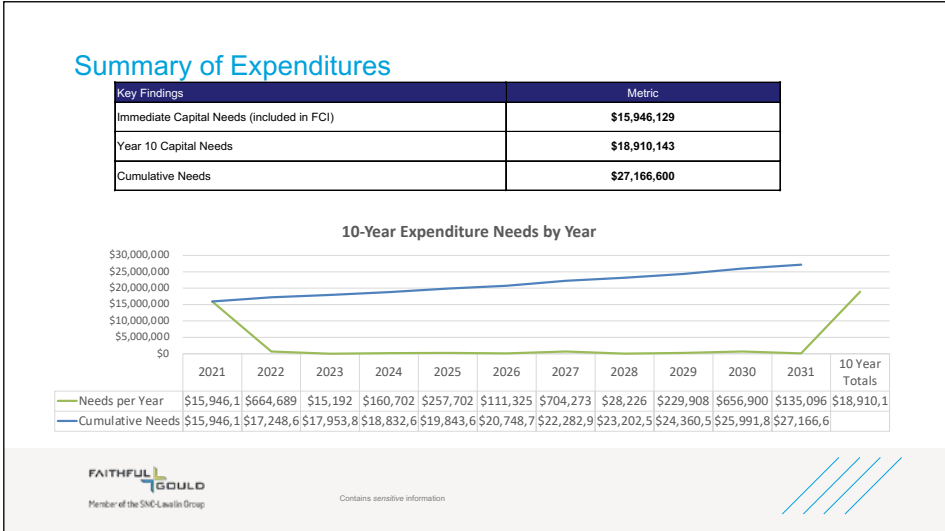 Summary of Expenditures
Key Findings Metric
Immediate Capital Needs (included in FCI) $15,946,129
Year 10 Capital Needs $18,910,143
Cumulative Needs $27,166,600
10-Year Expenditure Needs by Year
$30,000,000
$25,000,000
$20,000,000
$15,000,000
$10,000,000
$5,000,000
$0
2021 2022 2023 2024 2025 2026 2027 2028 2029 2030 2031 10 Year
Totals
Needs per Year $15,946,1 $664,689 $15,192 $160,702 $257,702 $111,325 $704,273 $28,226 $229,908 $656,900 $135,096 $18,910,1
Cumulative Needs $15,946,1 $17,248,6 $17,953,8 $18,832,6 $19,843,6 $20,748,7 $22,282,9 $23,202,5 $24,360,5 $25,991,8 $27,166,6
FAITHFUL
GOULD
Member of the SNC-Lavalin Group
Contains sensitive information